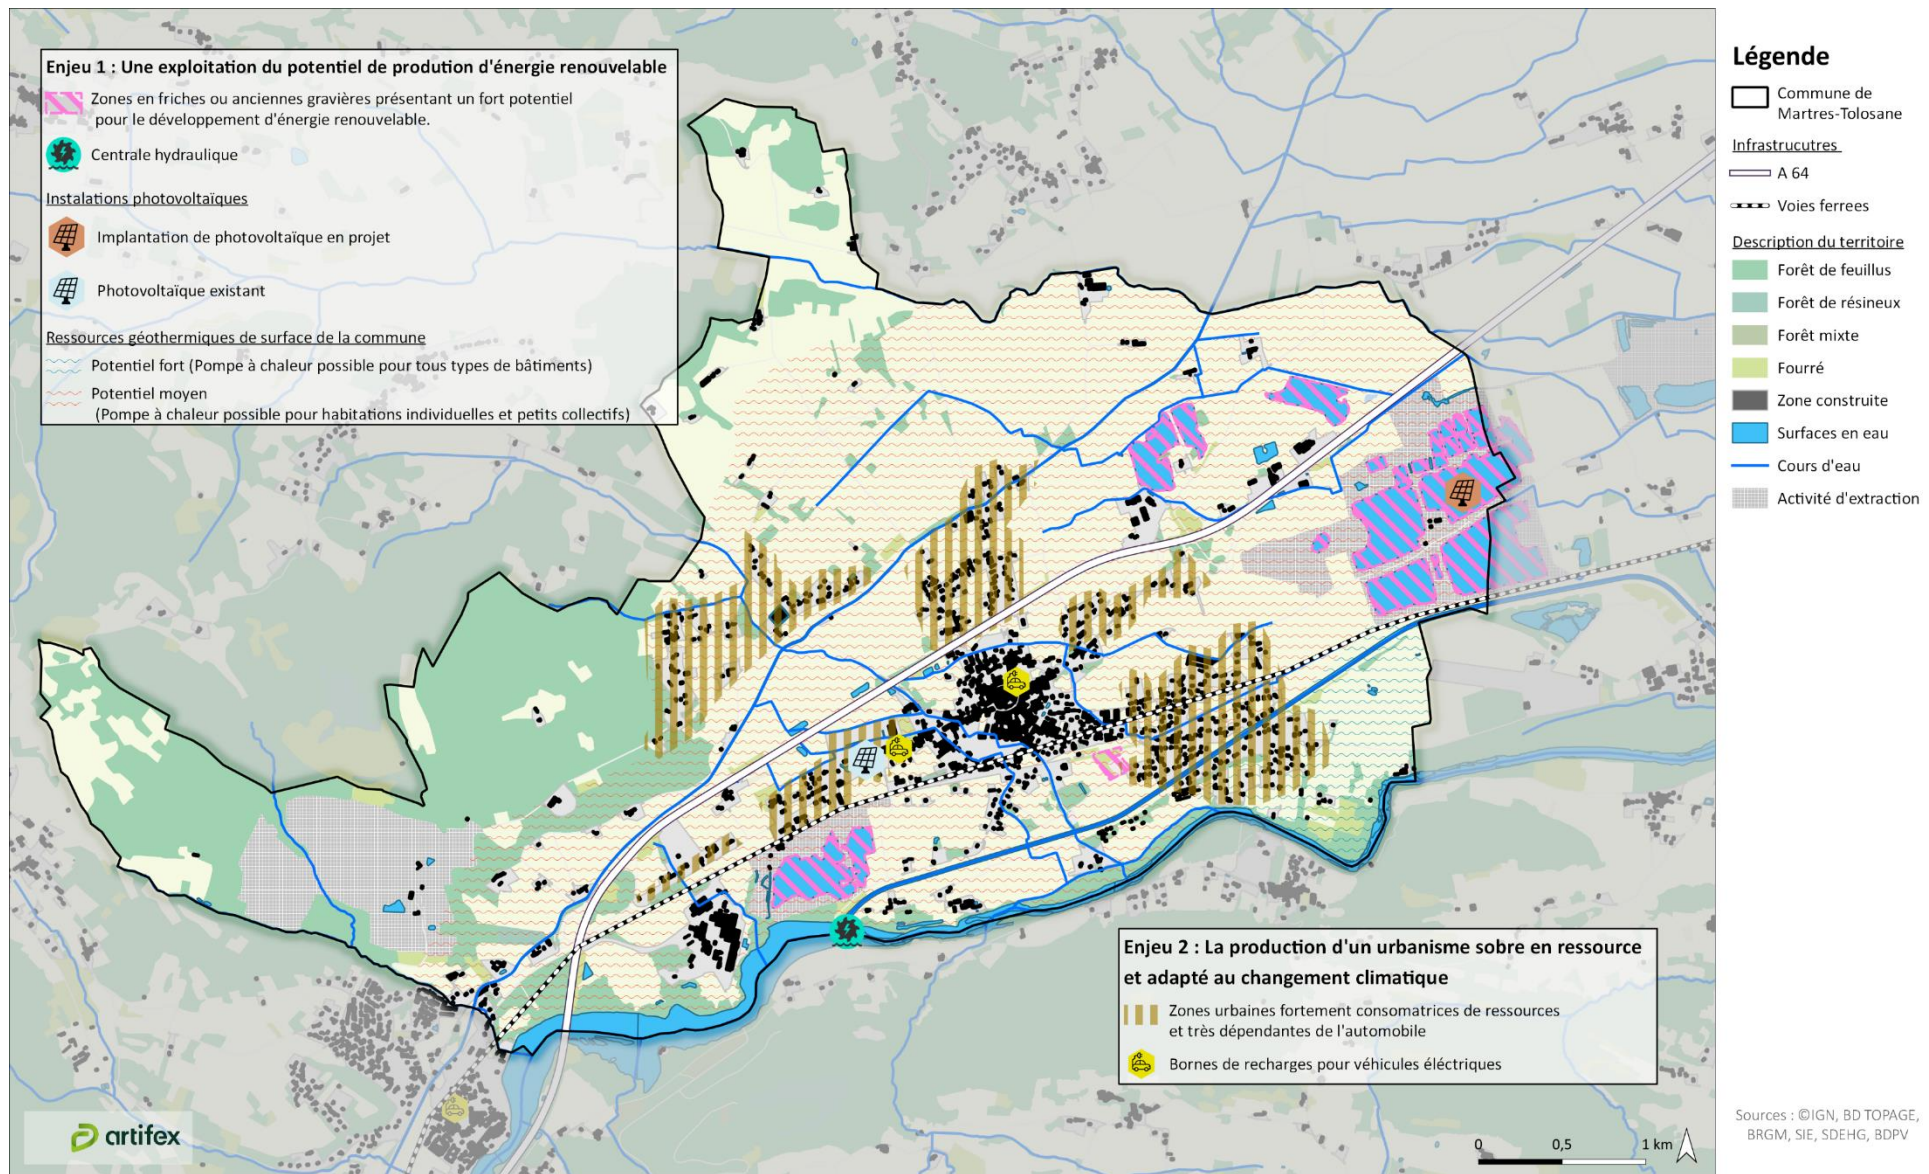 Enjeu 1 : Une exploitation du potentiel de prodution d'énergie renouvelable
Zones en friches ou anciennes gravières présentant un fort potentiel
pour le développement d'énergie renouvelable.
Centrale hydraulique
Instalations photovoltaïques
Implantation de photovoltaïque en projet
Photovoltaïque existant
Ressources géothermiques de surface de la commune
Potentiel fort (Pompe à chaleur possible pour tous types de bâtiments)
Potentiel moyen
(Pompe à chaleur possible pour habitations individuelles et petits collectifs)
Légende
Commune de
Martres-Tolosane
Infrastrucutres
A 64
Voies ferrees
Description du territoire
Forêt de feuillus
Forêt de résineux
Forêt mixte
Fourré
Zone construite
Surfaces en eau
Cours d'eau
Activité d'extraction
Enjeu 2 : La production d'un urbanisme sobre en ressource
et adapté au changement climatique
Zones urbaines fortement consomatrices de ressources
et très dépendantes de l'automobile
Bornes de recharges pour véhicules éléctriques
artifex
0 0,5 1 km
Sources : ©IGN, BD TOPAGE,
BRGM, SIE, SDEHG, BDPV